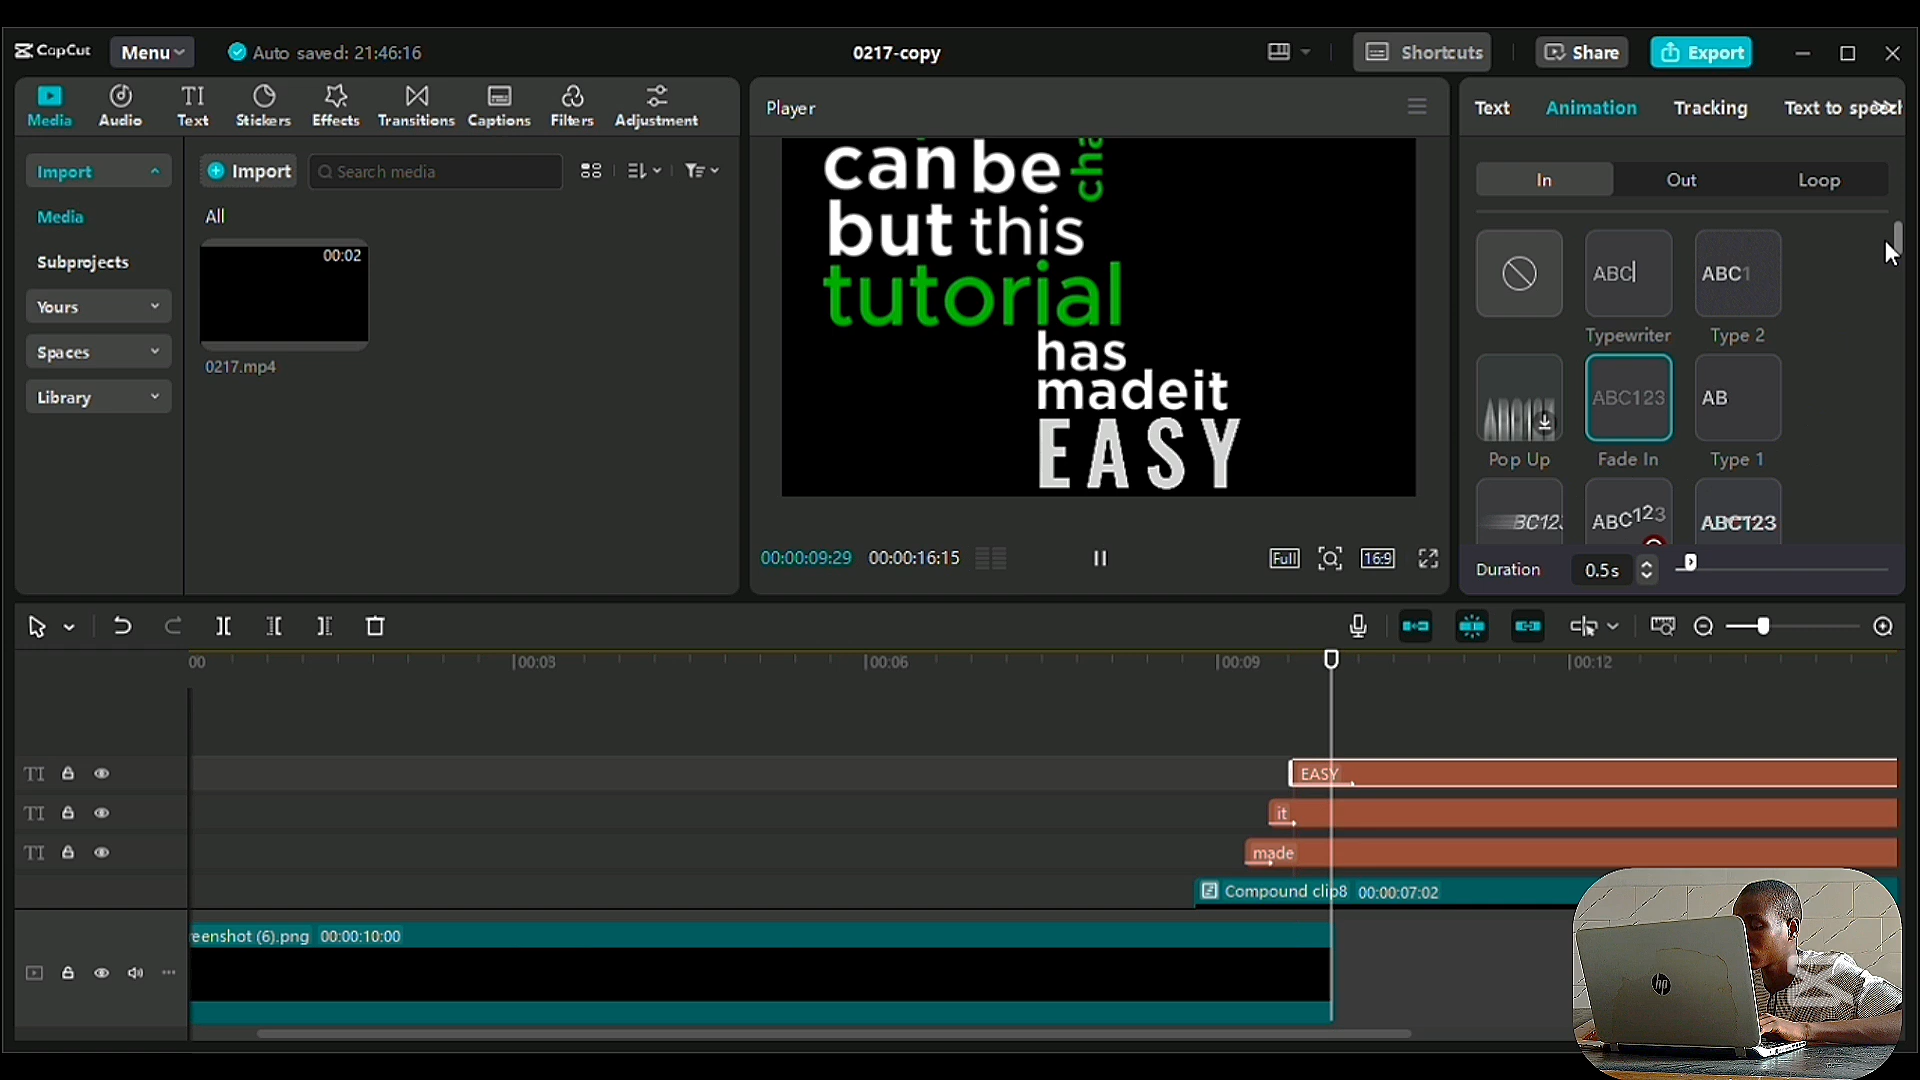 CapCut
Menu
Auto saved: 21:46:16
0217-copy
Shortcuts
Share
Export
Media
Audio
TI
Text
Stickers
Effects
Transitions
Captions
Filters
Adjustment
Import
Media
Subprojects
Yours
Spaces
Library
Import
Search media
All
00:02
0217.mp4
Player
can be cha
but this
tutorial
has
madeit
EASY
00:00:09:29
00:00:16:15
Full
16:9
Text
Animation
Tracking
Text to speech
In
Out
Loop
ABC
Typewriter
ABC1
Type 2
Pop Up
ABC123
Fade In
AB
Type 1
BC12
ABC123
ABC123
Duration
0.5s
00
00:03
00:06
00:09
00:12
TI
EASY
TI
it
TI
made
Compound clip8 00:00:07:02
eenshot (6).png 00:00:10:00
hp